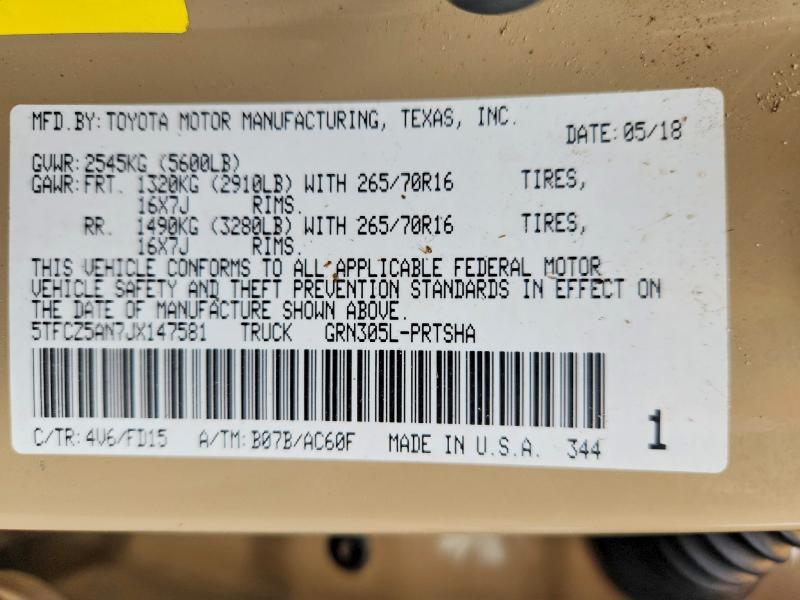 MFD.BY: TOYOTA MOTOR MANUFACTURING, TEXAS, INC. DATE: 05/18
GVWR: 2545KG (5600LB)
GAWR: FRT. 1320KG (2910LB) WITH 265/70R16 TIRES,
16X7J RIMS.
RR. 1490KG (3280LB) WITH 265/70R16 TIRES,
16X7J RIMS.
THIS VEHICLE CONFORMS TO ALL APPLICABLE FEDERAL MOTOR
VEHICLE SAFETY AND THEFT PREVENTION STANDARDS IN EFFECT ON
THE DATE OF MANUFACTURE SHOWN ABOVE.
5TFCZ5AN7JX147581 TRUCK GRN305L-PRTSHA
C/TR: 4V6/FD15 A/TM: B07B/AC60F MADE IN U.S.A. 344 1